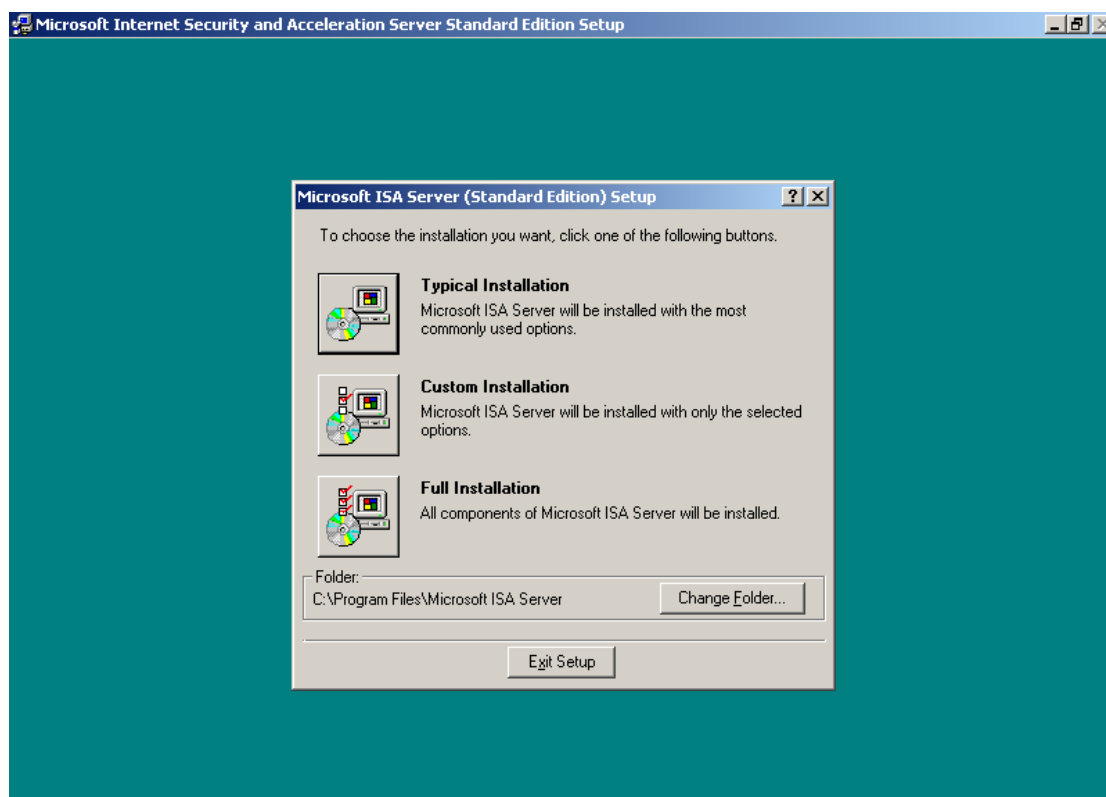 Microsoft Internet Security and Acceleration Server Standard Edition Setup
Microsoft ISA Server (Standard Edition) Setup
To choose the installation you want, click one of the following buttons.
Typical Installation
Microsoft ISA Server will be installed with the most
commonly used options.
Custom Installation
Microsoft ISA Server will be installed with only the selected
options.
Full Installation
All components of Microsoft ISA Server will be installed.
Folder:
C:\Program Files\Microsoft ISA Server
Change Folder...
Exit Setup